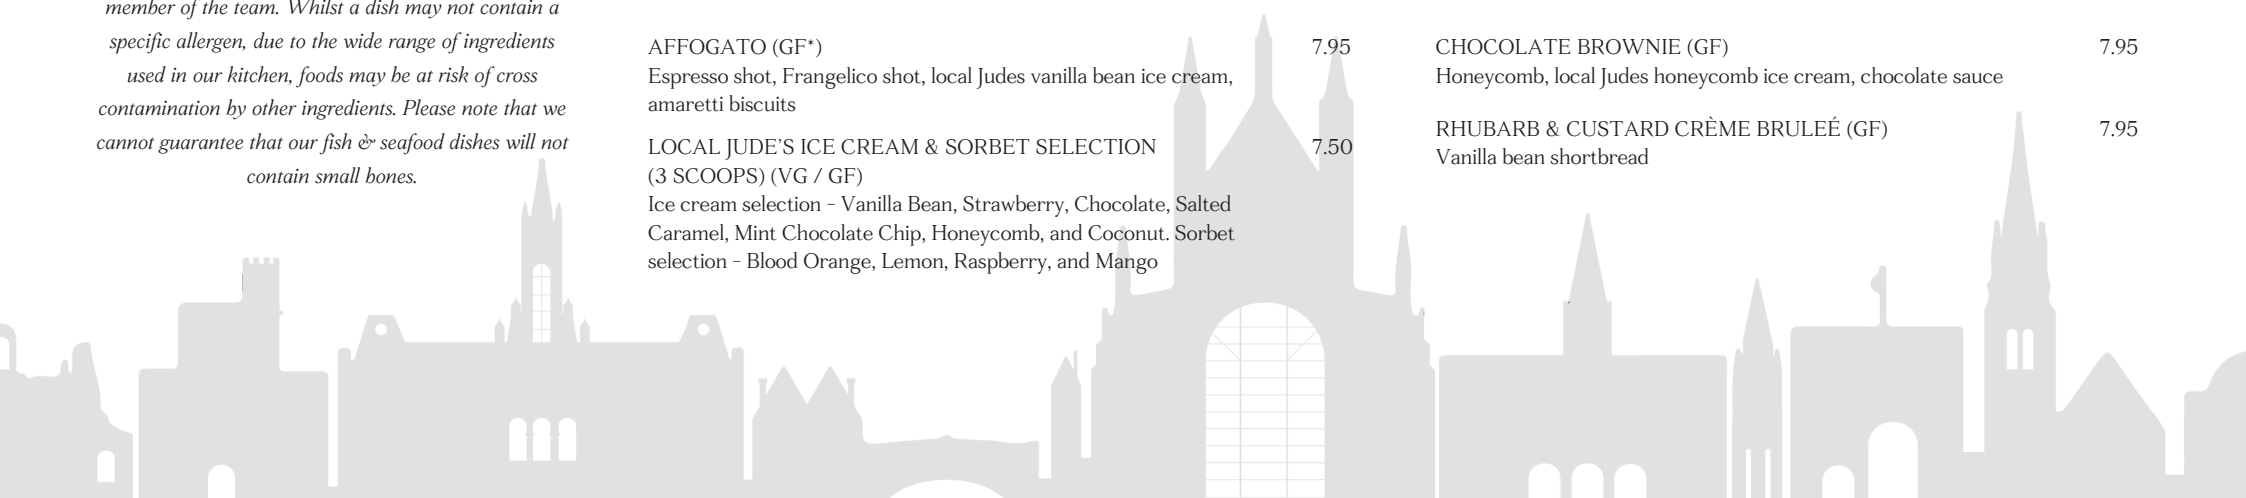 member of the team. Whilst a dish may not contain a
specific allergen, due to the wide range of ingredients
used in our kitchen, foods may be at risk of cross
contamination by other ingredients. Please note that we
cannot guarantee that our fish & seafood dishes will not
contain small bones.
AFFOGATO (GF*) 7.95
Espresso shot, Frangelico shot, local Judes vanilla bean ice cream,
amaretti biscuits
LOCAL JUDE’S ICE CREAM & SORBET SELECTION 7.50
(3 SCOOPS) (VG / GF)
Ice cream selection - Vanilla Bean, Strawberry, Chocolate, Salted
Caramel, Mint Chocolate Chip, Honeycomb, and Coconut. Sorbet
selection - Blood Orange, Lemon, Raspberry, and Mango
CHOCOLATE BROWNIE (GF) 7.95
Honeycomb, local Judes honeycomb ice cream, chocolate sauce
RHUBARB & CUSTARD CRÈME BRULEÉ (GF) 7.95
Vanilla bean shortbread